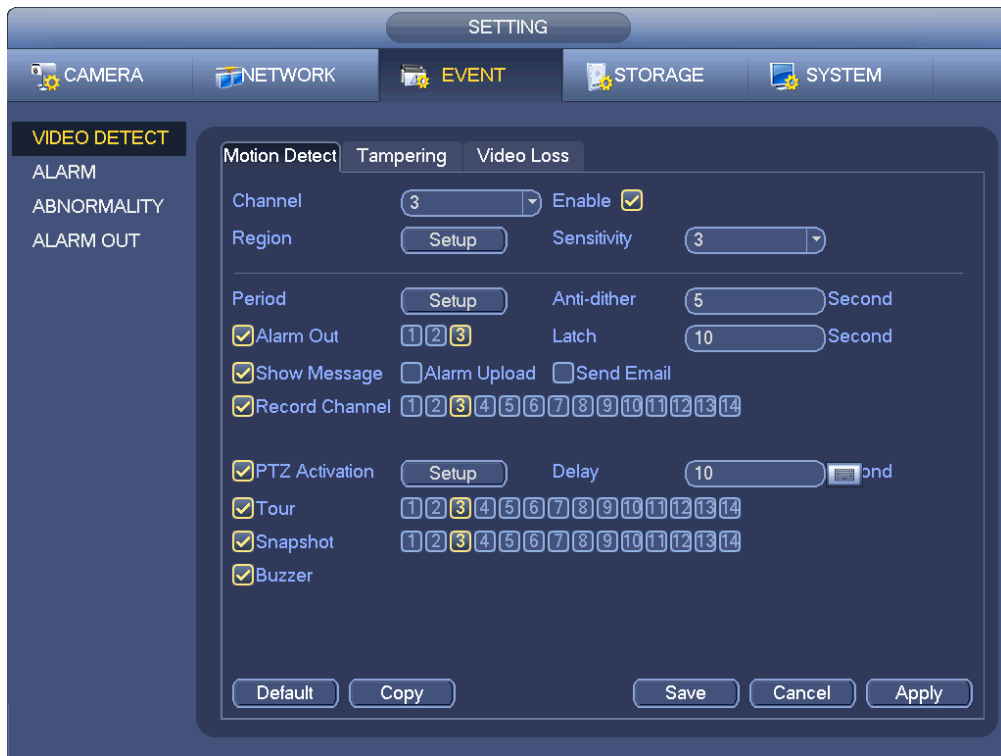 SETTING
CAMERA NETWORK EVENT STORAGE SYSTEM
VIDEO DETECT
ALARM
ABNORMALITY
ALARM OUT
Motion Detect Tampering Video Loss
Channel 3 Enable
Region Setup Sensitivity 3
Period Setup Anti-dither 5 Second
Alarm Out 1 2 3 Latch 10 Second
Show Message Alarm Upload Send Email
Record Channel 1 2 3 4 5 6 7 8 9 10 11 12 13 14
PTZ Activation Setup Delay 10 ond
Tour 1 2 3 4 5 6 7 8 9 10 11 12 13 14
Snapshot 1 2 3 4 5 6 7 8 9 10 11 12 13 14
Buzzer
Default Copy Save Cancel Apply